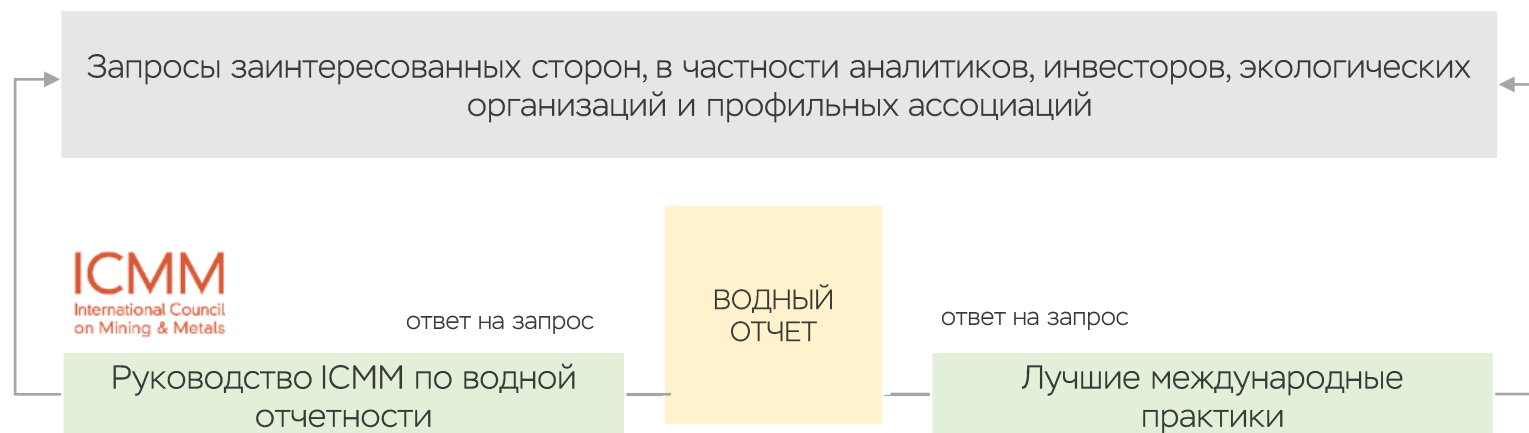 Запросы заинтересованных сторон, в частности аналитиков, инвесторов, экологических
организаций и профильных ассоциаций
ICMM
International Council
on Mining & Metals
ответ на запрос
ВОДНЫЙ
ОТЧЕТ
ответ на запрос
Руководство ICMM по водной
отчетности
Лучшие международные
практики